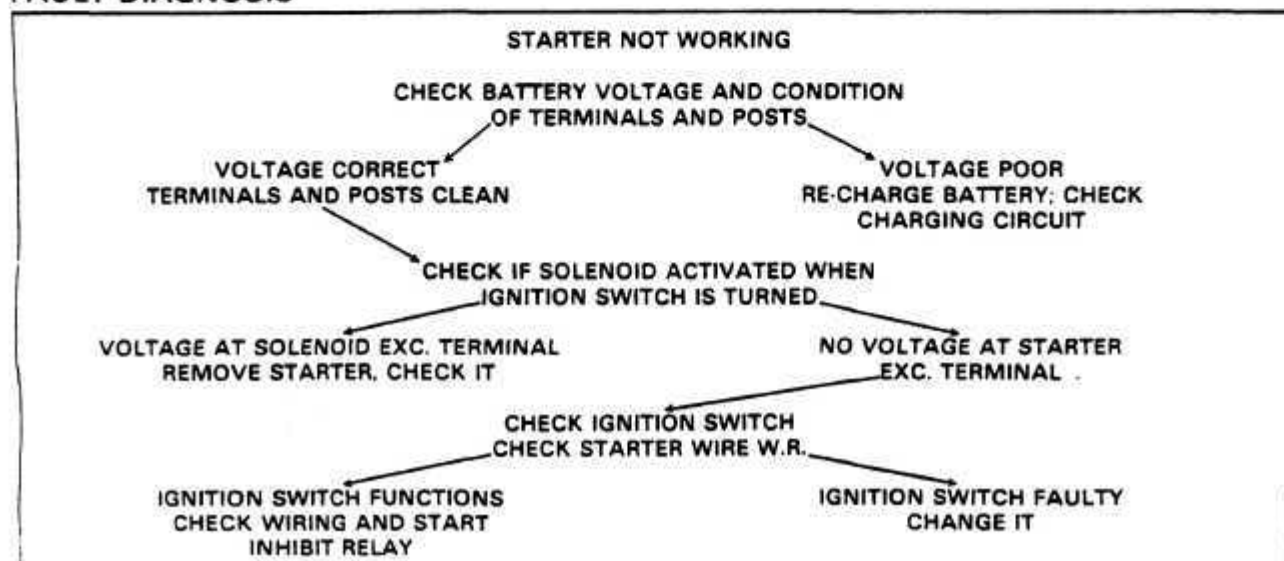 FAULT DIAGNOSIS
STARTER NOT WORKING
CHECK BATTERY VOLTAGE AND CONDITION
OF TERMINALS AND POSTS
VOLTAGE CORRECT
TERMINALS AND POSTS CLEAN
VOLTAGE POOR
RE-CHARGE BATTERY; CHECK
CHARGING CIRCUIT
CHECK IF SOLENOID ACTIVATED WHEN
IGNITION SWITCH IS TURNED
VOLTAGE AT SOLENOID EXC. TERMINAL
REMOVE STARTER, CHECK IT
NO VOLTAGE AT STARTER
EXC. TERMINAL .
CHECK IGNITION SWITCH
CHECK STARTER WIRE W.R.
IGNITION SWITCH FUNCTIONS
CHECK WIRING AND START
INHIBIT RELAY
IGNITION SWITCH FAULTY
CHANGE IT